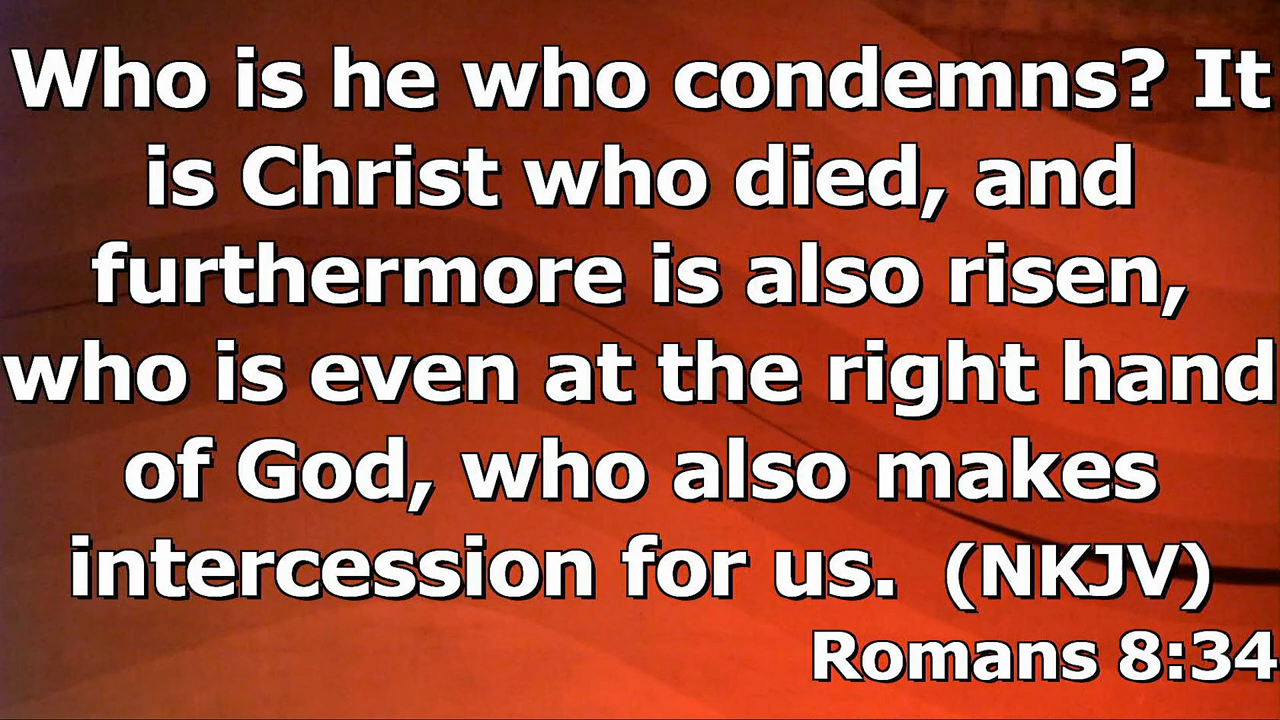 Who is he who condemns? It
is Christ who died, and
furthermore is also risen,
who is even at the right hand
of God, who also makes
intercession for us.  (NKJV)
Romans 8:34